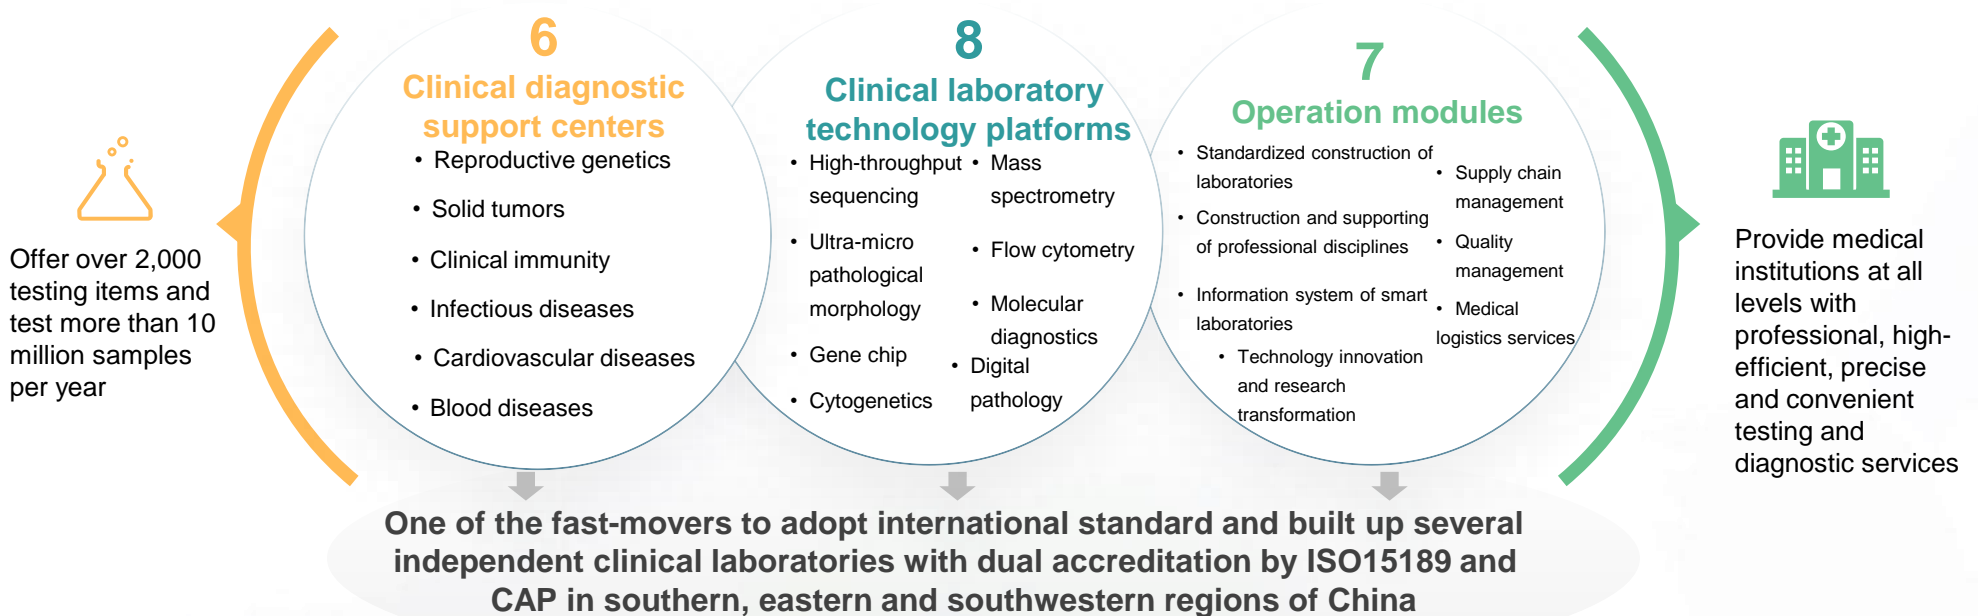 Offer over 2,000
testing items and
test more than 10
million samples
per year
6
Clinical diagnostic
support centers
• Reproductive genetics
• Solid tumors
• Clinical immunity
• Infectious diseases
• Cardiovascular diseases
• Blood diseases
8
Clinical laboratory
technology platforms
• High-throughput
sequencing
• Ultra-micro
pathological
morphology
• Gene chip
• Cytogenetics
• Mass
spectrometry
• Flow cytometry
• Molecular
diagnostics
• Digital
pathology
7
Operation modules
• Standardized construction of
laboratories
• Construction and supporting
of professional disciplines
• Information system of smart
laboratories
• Technology innovation
and research
transformation
• Supply chain
management
• Quality
management
• Medical
logistics services
Provide medical
institutions at all
levels with
professional, high-
efficient, precise
and convenient
testing and
diagnostic services
One of the fast-movers to adopt international standard and built up several
independent clinical laboratories with dual accreditation by ISO15189 and
CAP in southern, eastern and southwestern regions of China